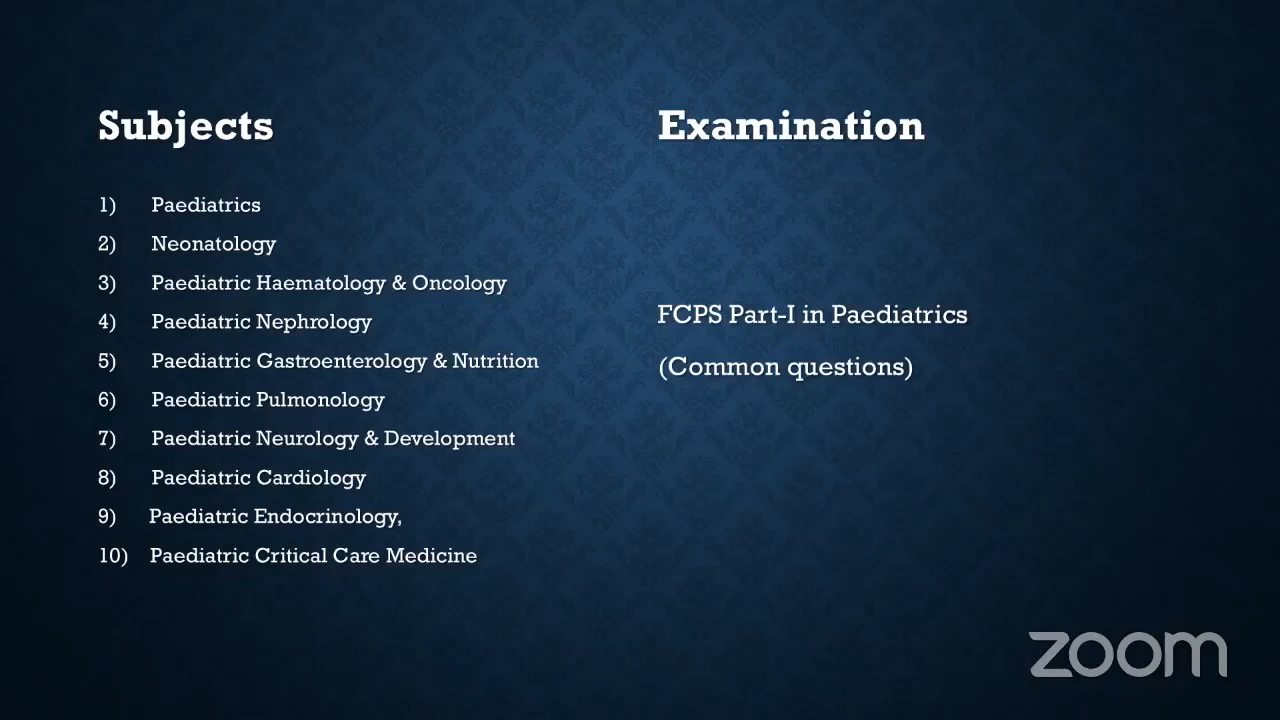 Subjects
1) Paediatrics
2) Neonatology
3) Paediatric Haematology & Oncology
4) Paediatric Nephrology
5) Paediatric Gastroenterology & Nutrition
6) Paediatric Pulmonology
7) Paediatric Neurology & Development
8) Paediatric Cardiology
9) Paediatric Endocrinology,
10) Paediatric Critical Care Medicine
Examination
FCPS Part-I in Paediatrics
(Common questions)
zoom